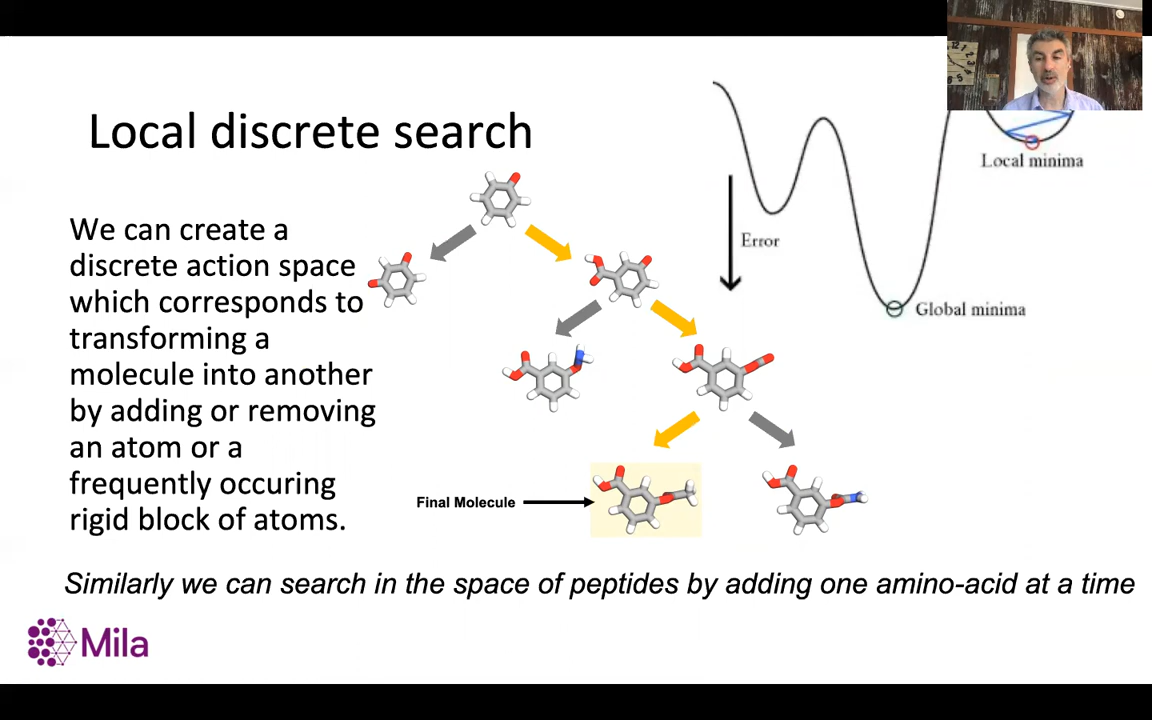 Local discrete search
We can create a
discrete action space
which corresponds to
transforming a
molecule into another
by adding or removing
an atom or a
frequently occuring
rigid block of atoms.
Error
Local minima
Global minima
Final Molecule
Similarly we can search in the space of peptides by adding one amino-acid at a time
Mila